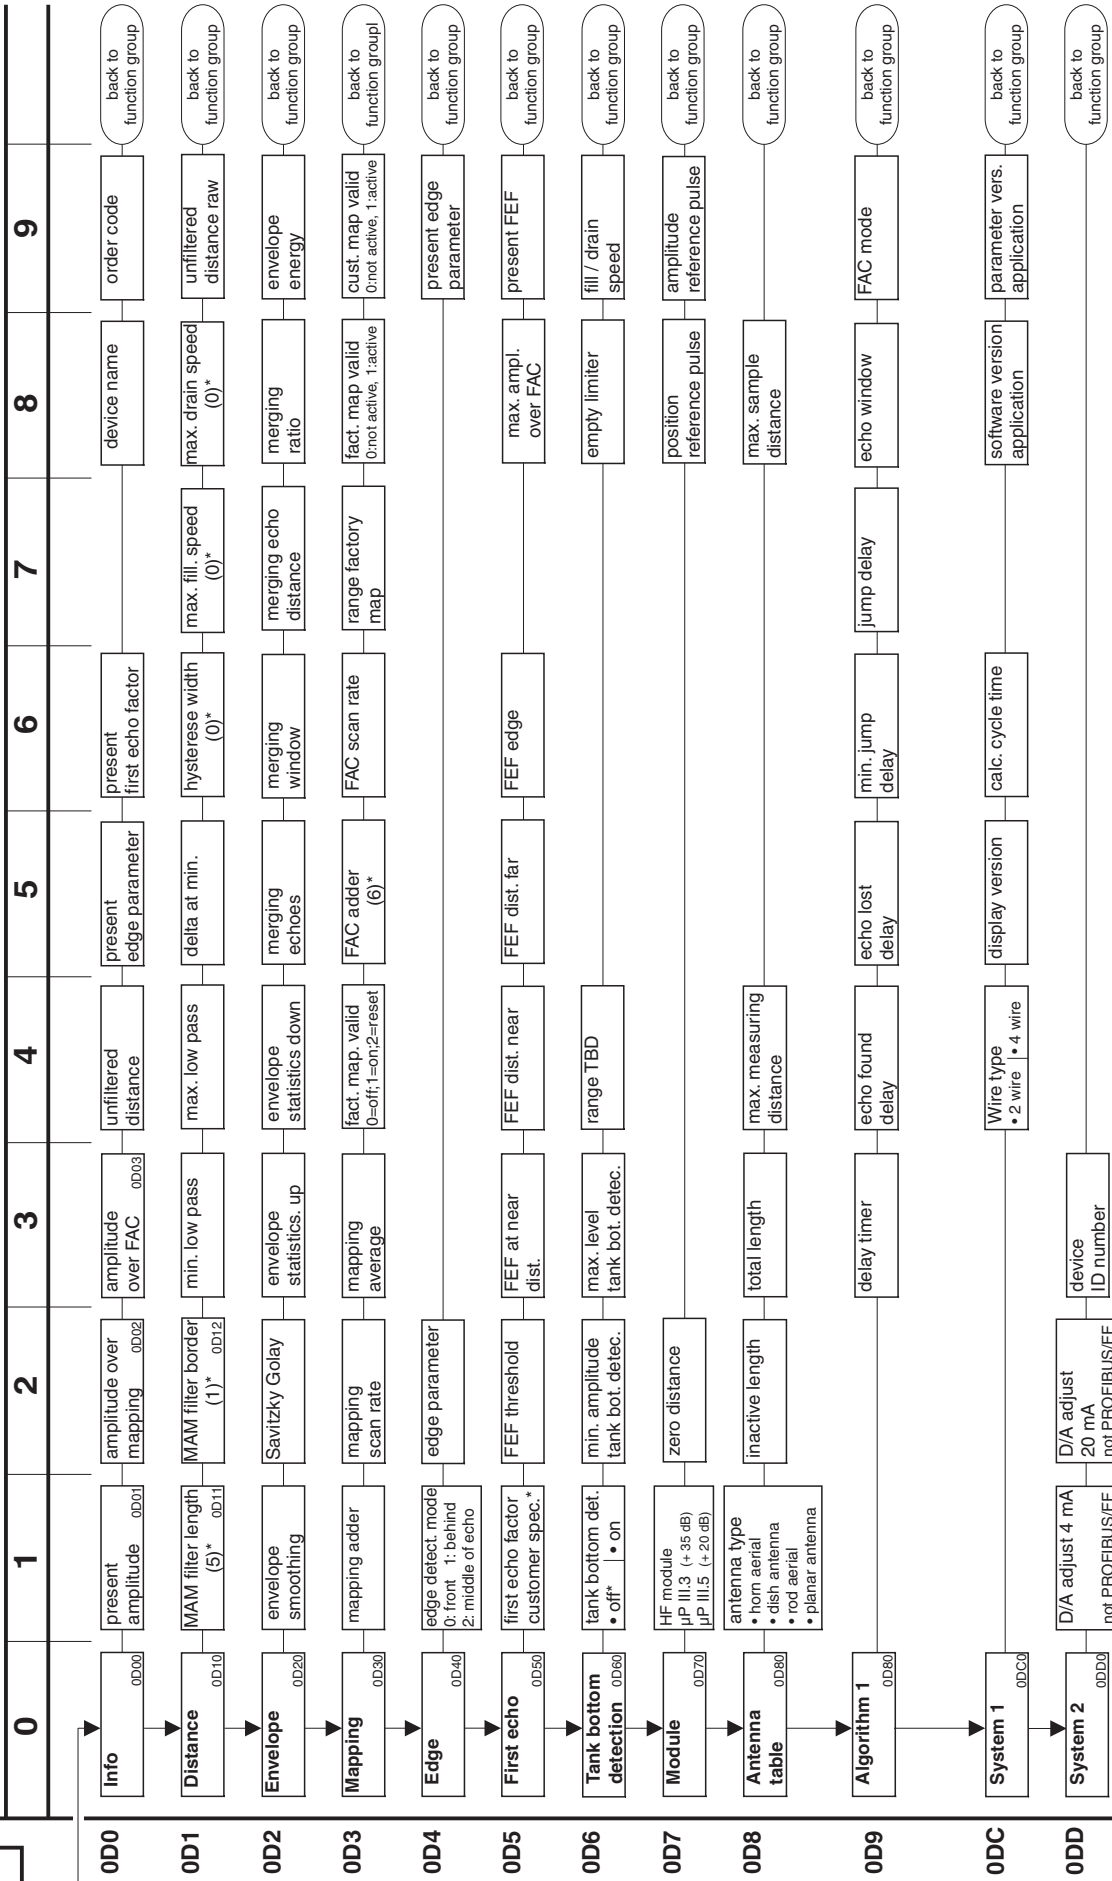 0
1
2
3
4
5
6
7
8
9
0D0
Info
0D00
present
amplitude
0D01
amplitude over
mapping
0D02
amplitude
over FAC
0D03
unfiltered
distance
present
edge parameter
present
first echo factor
device name
order code
back to
function group
0D1
Distance
0D10
MAM filter length
(5)*
0D11
MAM filter border
(1)*
0D12
min. low pass
max. low pass
delta at min.
hysterese width
(0)*
max. fill. speed
(0)*
max. drain speed
(0)*
unfiltered
distance raw
back to
function group
0D2
Envelope
0D20
envelope
smoothing
Savitzky Golay
envelope
statistics. up
envelope
statistics down
merging
echoes
merging
window
merging echo
distance
merging
ratio
envelope
energy
back to
function group
0D3
Mapping
0D30
mapping adder
mapping
scan rate
mapping
average
fact. map. valid
0=off;1=on;2=reset
FAC adder
(6)*
FAC scan rate
range factory
map
fact. map valid
0:not active, 1:active
cust. map valid
0:not active, 1:active
back to
function groupl
0D4
Edge
0D40
edge detect. mode
0: front 1: behind
2: middle of echo
edge parameter
present edge
parameter
back to
function group
0D5
First echo
0D50
first echo factor
customer spec.*
FEF threshold
FEF at near
dist.
FEF dist. near
FEF dist. far
FEF edge
max. ampl.
over FAC
present FEF
back to
function group
0D6
Tank bottom
detection 0D60
tank bottom det.
• off* • on
min. amplitude
tank bot. detec.
max. level
tank bot. detec.
range TBD
empty limiter
fill / drain
speed
back to
function group
0D7
Module
0D70
HF module
µP III.3 (+ 35 dB)
µP III.5 (+ 20 dB)
zero distance
position
reference pulse
amplitude
reference pulse
back to
function group
0D8
Antenna
table
0D80
antenna type
• horn aerial
• dish antenna
• rod aerial
• planar antenna
inactive length
total length
max. measuring
distance
max. sample
distance
back to
function group
0D9
Algorithm 1
0D80
delay timer
echo found
delay
echo lost
delay
min. jump
delay
jump delay
echo window
FAC mode
back to
function group
0DC
System 1
0DC0
Wire type
• 2 wire • 4 wire
display version
calc. cycle time
software version
application
parameter vers.
application
back to
function group
0DD
System 2
0DD0
D/A adjust 4 mA
not PROFIBUS/FF
D/A adjust
20 mA
not PROFIBUS/FF
device
ID number
back to
function group